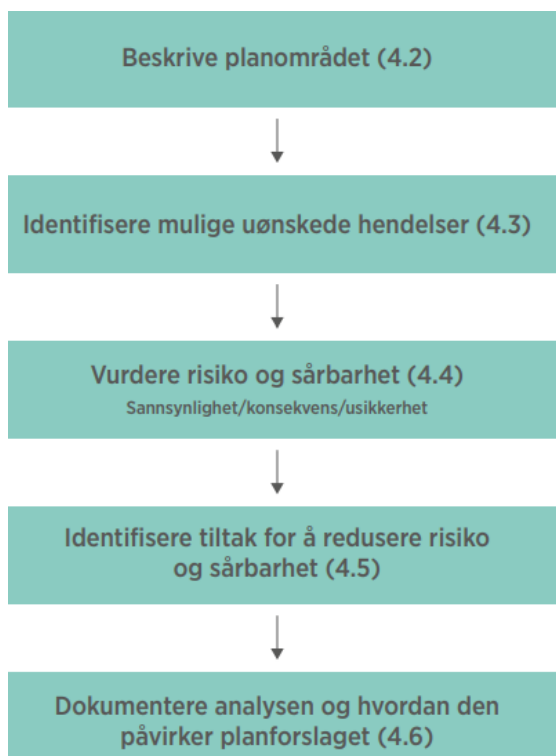 Beskrive planområdet (4.2)
Identifisere mulige uønskede hendelser (4.3)
Vurdere risiko og sårbarhet (4.4)
Sannsynlighet/konsekvens/usikkerhet
Identifisere tiltak for å redusere risiko
og sårbarhet (4.5)
Dokumentere analysen og hvordan den
påvirker planforslaget (4.6)